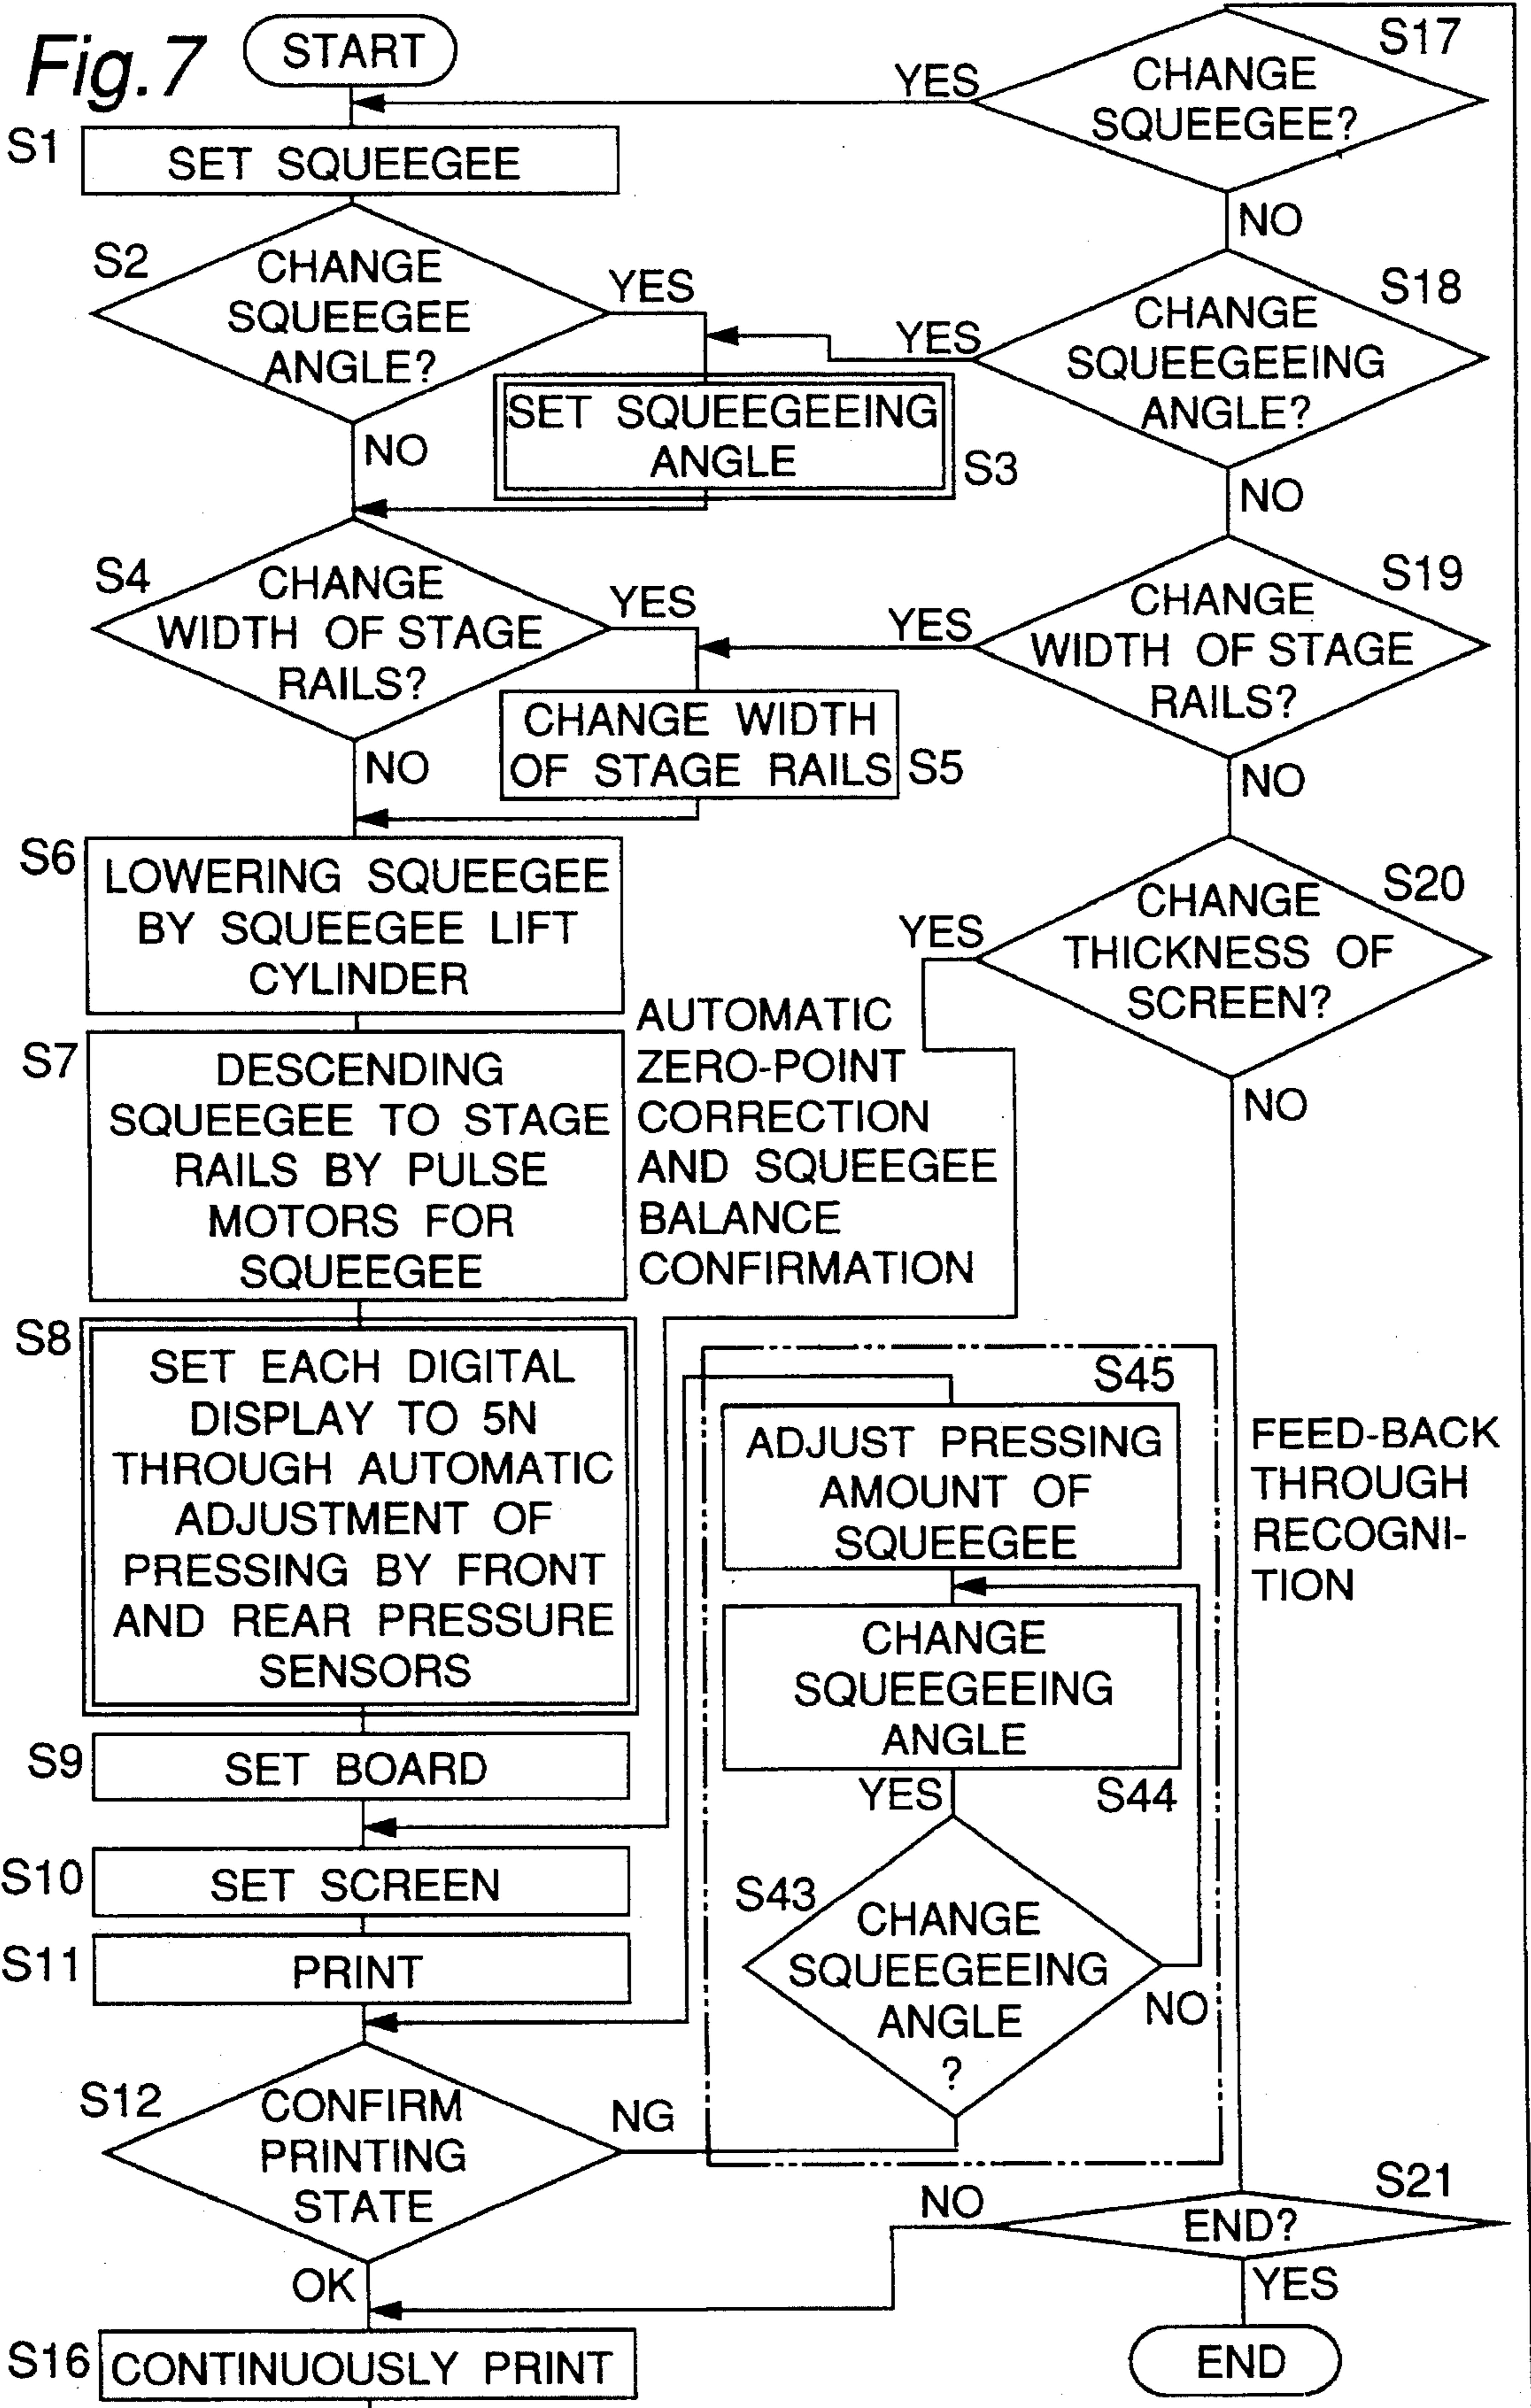 Fig.7
START
S1
SET SQUEEGEE
S2
CHANGE
SQUEEGEE
ANGLE?
YES
NO
SET SQUEEGEEING
ANGLE
S3
S4
CHANGE
WIDTH OF STAGE
RAILS?
YES
NO
CHANGE WIDTH
OF STAGE RAILS
S5
S6
LOWERING SQUEEGEE
BY SQUEEGEE LIFT
CYLINDER
S7
DESCENDING
SQUEEGEE TO STAGE
RAILS BY PULSE
MOTORS FOR
SQUEEGEE
AUTOMATIC
ZERO-POINT
CORRECTION
AND SQUEEGEE
BALANCE
CONFIRMATION
S8
SET EACH DIGITAL
DISPLAY TO 5N
THROUGH AUTOMATIC
ADJUSTMENT OF
PRESSING BY FRONT
AND REAR PRESSURE
SENSORS
S9
SET BOARD
S10
SET SCREEN
S11
PRINT
S12
CONFIRM
PRINTING
STATE
NG
OK
S16
CONTINUOUSLY PRINT
S17
CHANGE
SQUEEGEE?
YES
NO
S18
CHANGE
SQUEEGEEING
ANGLE?
YES
NO
S19
CHANGE
WIDTH OF STAGE
RAILS?
YES
NO
S20
CHANGE
THICKNESS OF
SCREEN?
YES
NO
S45
ADJUST PRESSING
AMOUNT OF
SQUEEGEE
CHANGE
SQUEEGEEING
ANGLE
S44
YES
S43
CHANGE
SQUEEGEEING
ANGLE
?
NO
FEED-BACK
THROUGH
RECOGNI-
TION
S21
END?
NO
YES
END